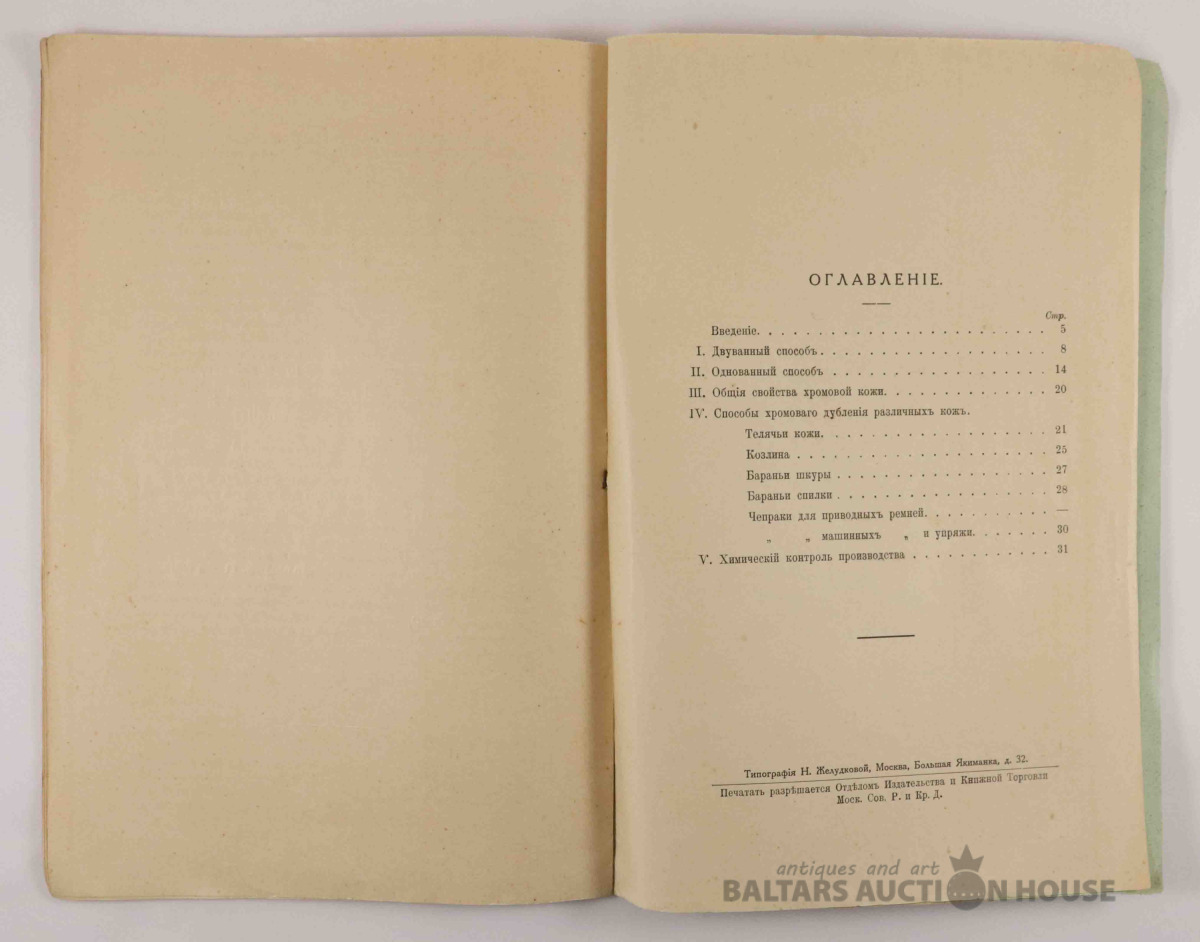 ОГЛАВЛЕНІЕ.
Стр.
Введеніе. . . . . . . . . . . . . . . . . . . . . . . . 5
I. Двуванный способъ . . . . . . . . . . . . . . . . . . . 8
II. Однованный способъ . . . . . . . . . . . . . . . . . . 14
III. Общія свойства хромовой кожи. . . . . . . . . . . . . . 20
IV. Способы хромоваго дубленія различныхъ кожъ.
Телячьи кожи. . . . . . . . . . . . . . . . . . . 21
Козлина . . . . . . . . . . . . . . . . . . . . . 25
Бараньи шкуры . . . . . . . . . . . . . . . . . . 27
Бараньи спилки . . . . . . . . . . . . . . . . . . 28
Чепраки для приводныхъ ремней. . . . . . . . . . . —
„ „ машинныхъ „ и упряжи. . . . . . . 30
V. Химическій контроль производства . . . . . . . . . . . . 31
Типографія Н. Желудковой, Москва, Большая Якиманка, д. 32.
Печатать разрѣшается Отдѣломъ Издательства и Книжной Торговли
Моск. Сов. Р. и Кр. Д.
antiques and art
BALTARS AUCTION HOUSE